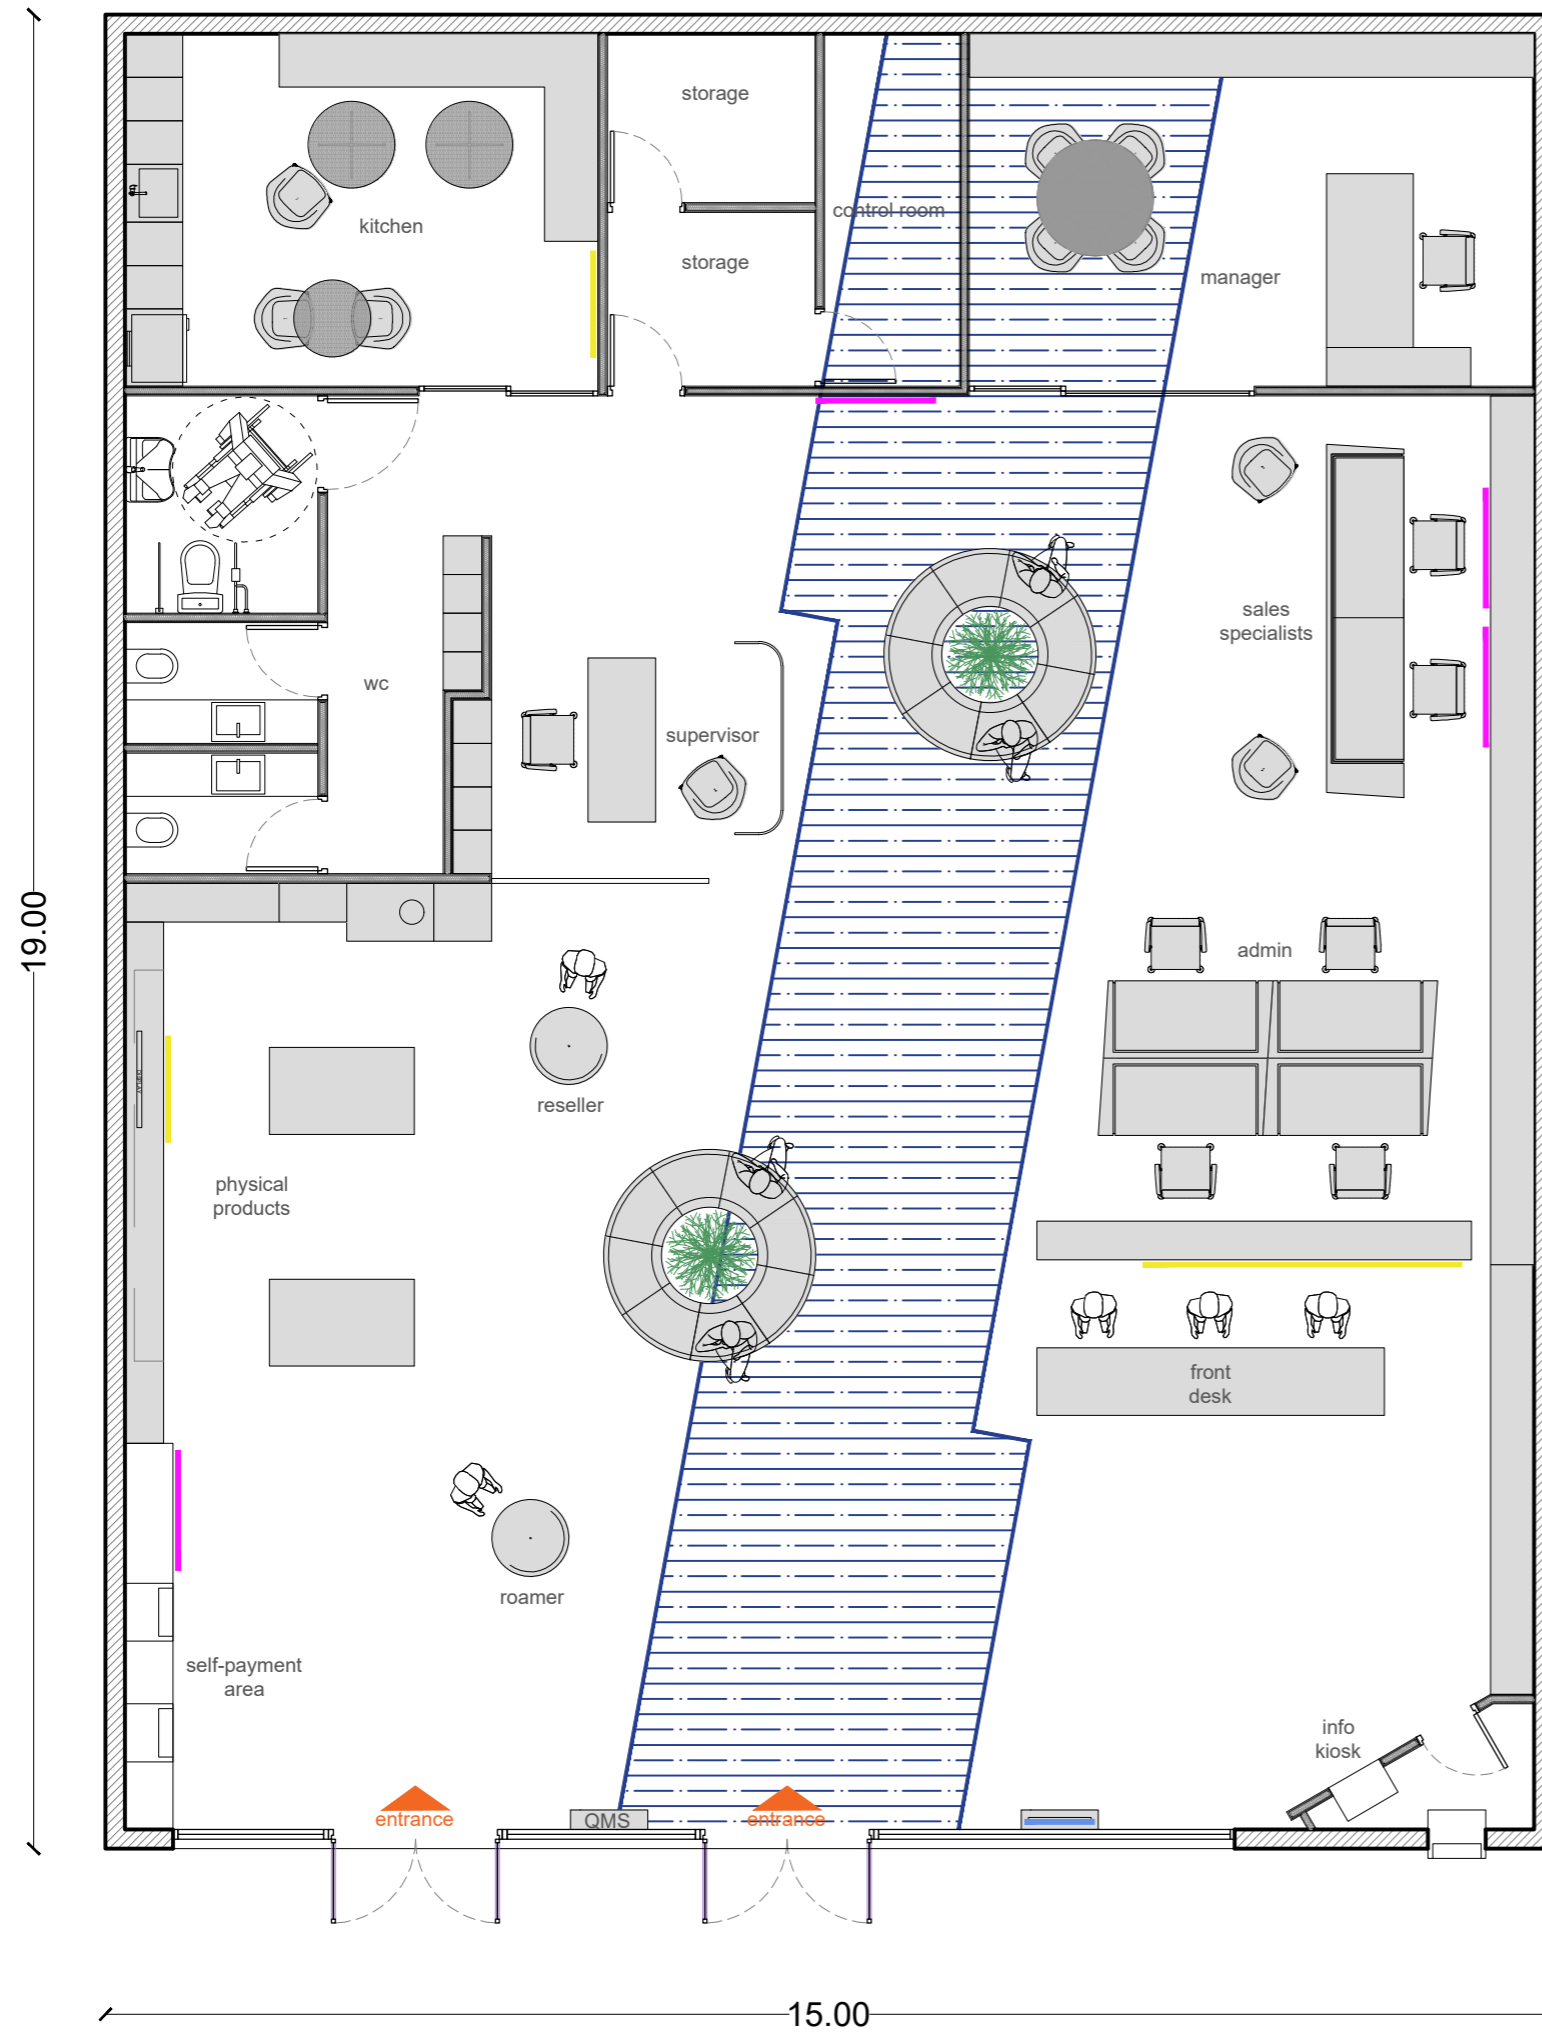 storage
control room
kitchen
storage
manager
sales
specialists
wc
supervisor
admin
19.00
DISPLAY
reseller
physical
products
front
desk
roamer
self-payment
area
info
kiosk
entrance
QMS
entrance
15.00